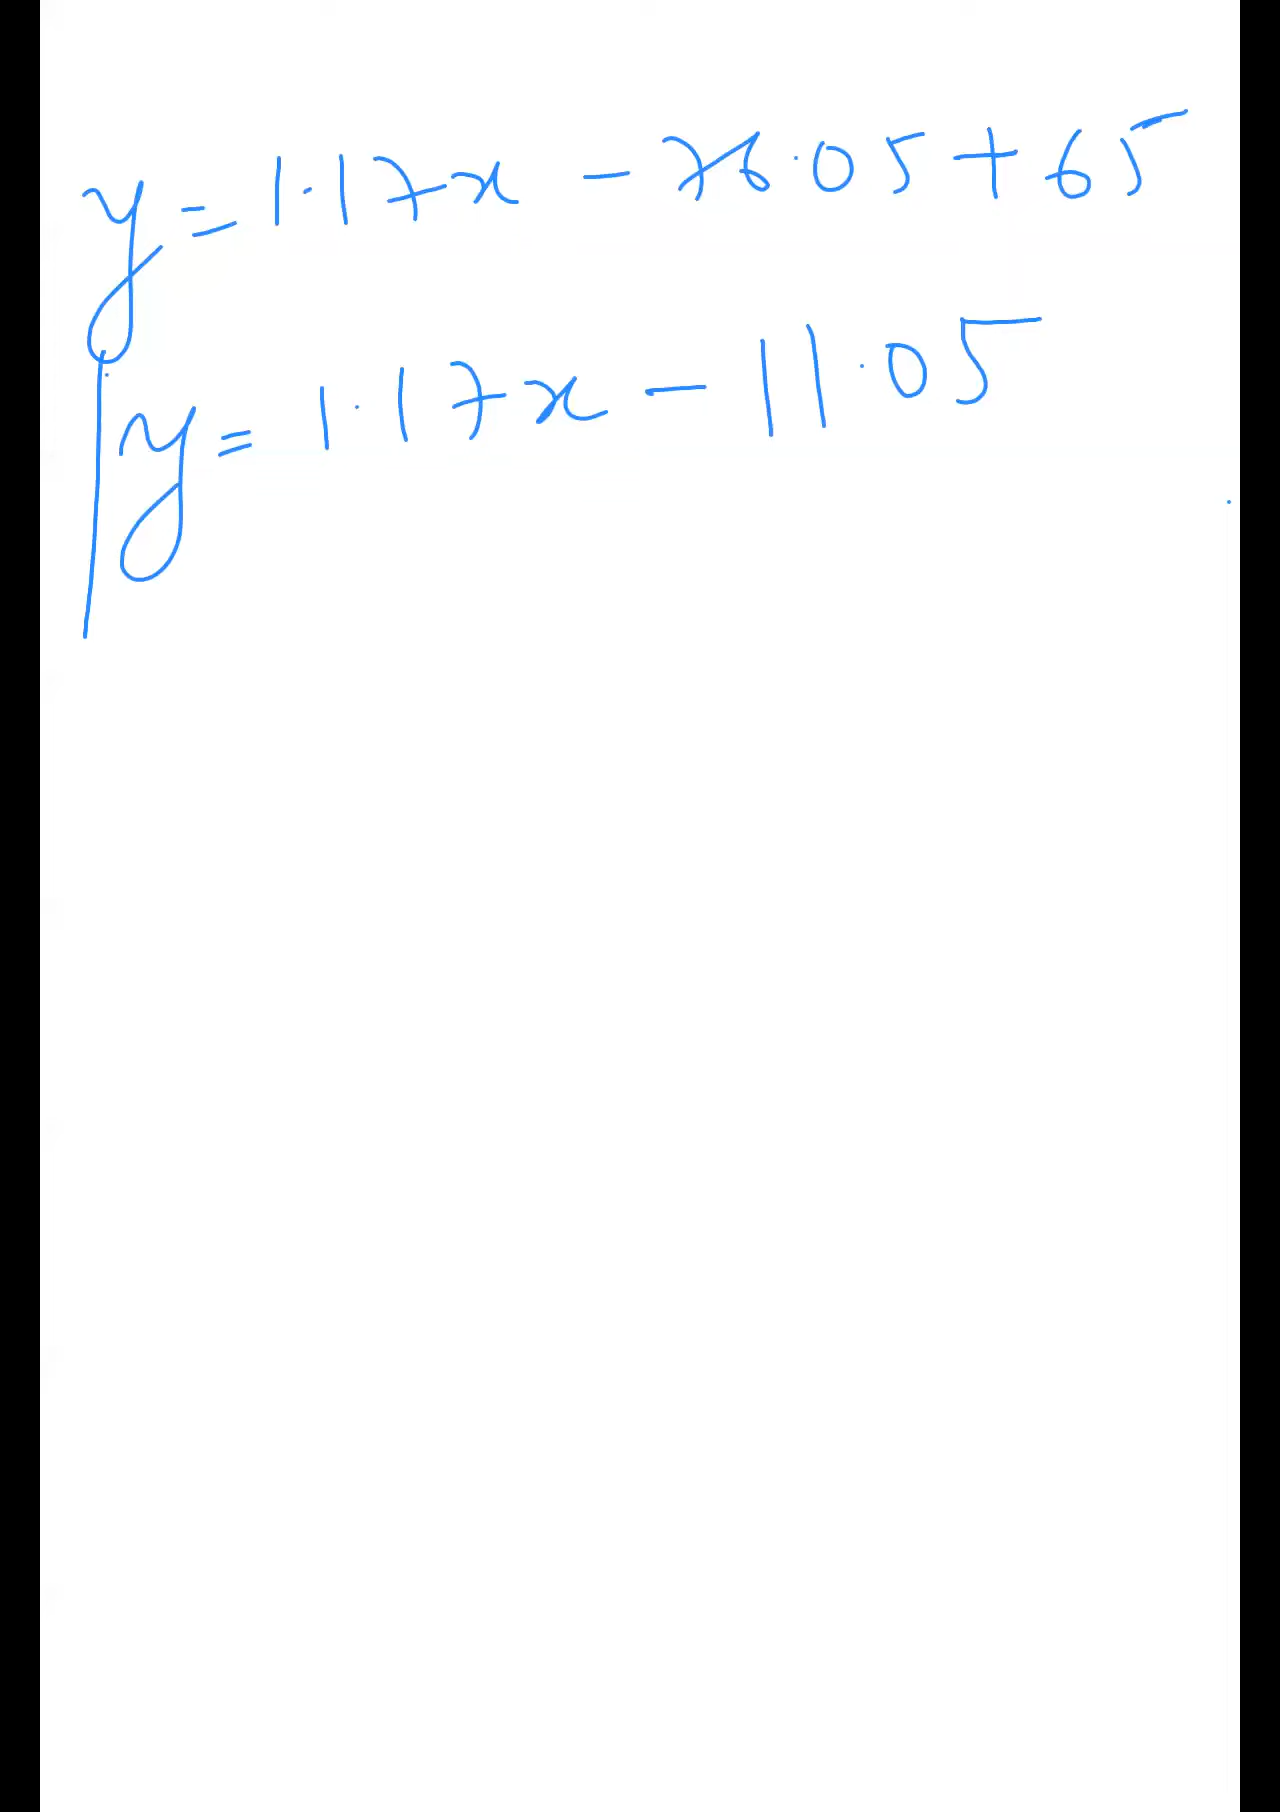 y = 1.17x - 76.05 + 65
y = 1.17x - 11.05